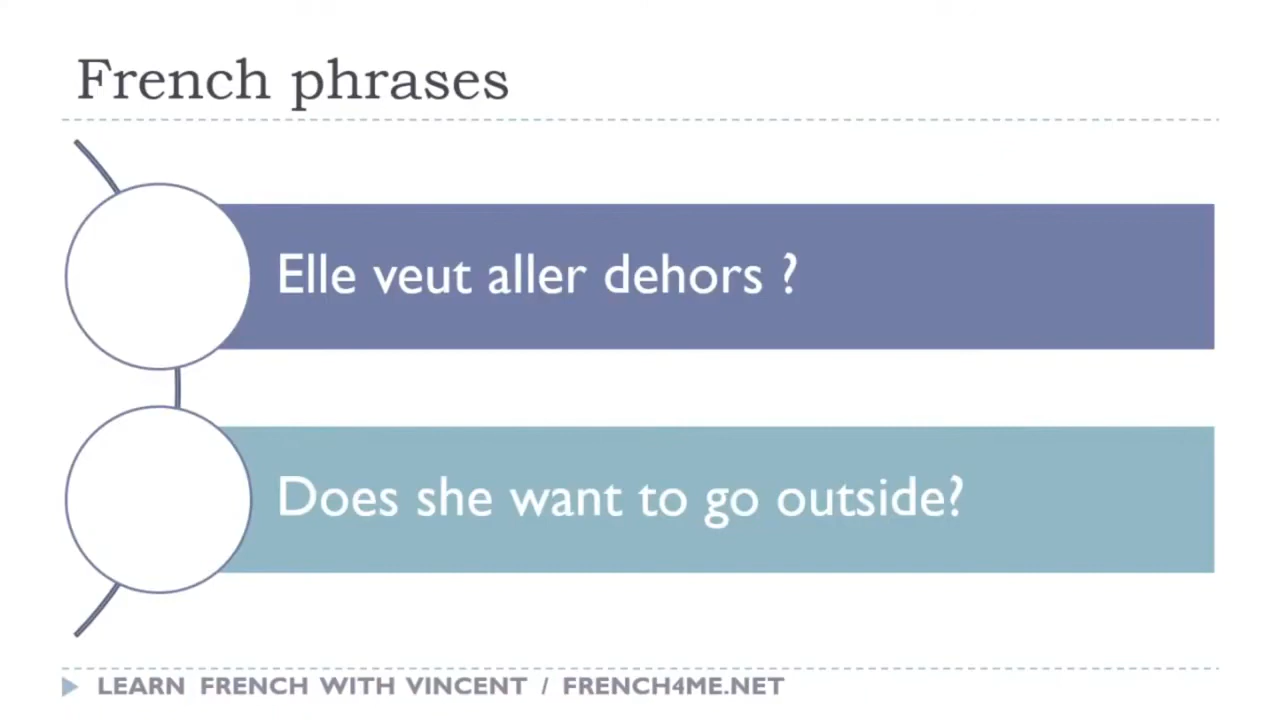 French phrases
Elle veut aller dehors ?
Does she want to go outside?
LEARN FRENCH WITH VINCENT / FRENCH4ME.NET